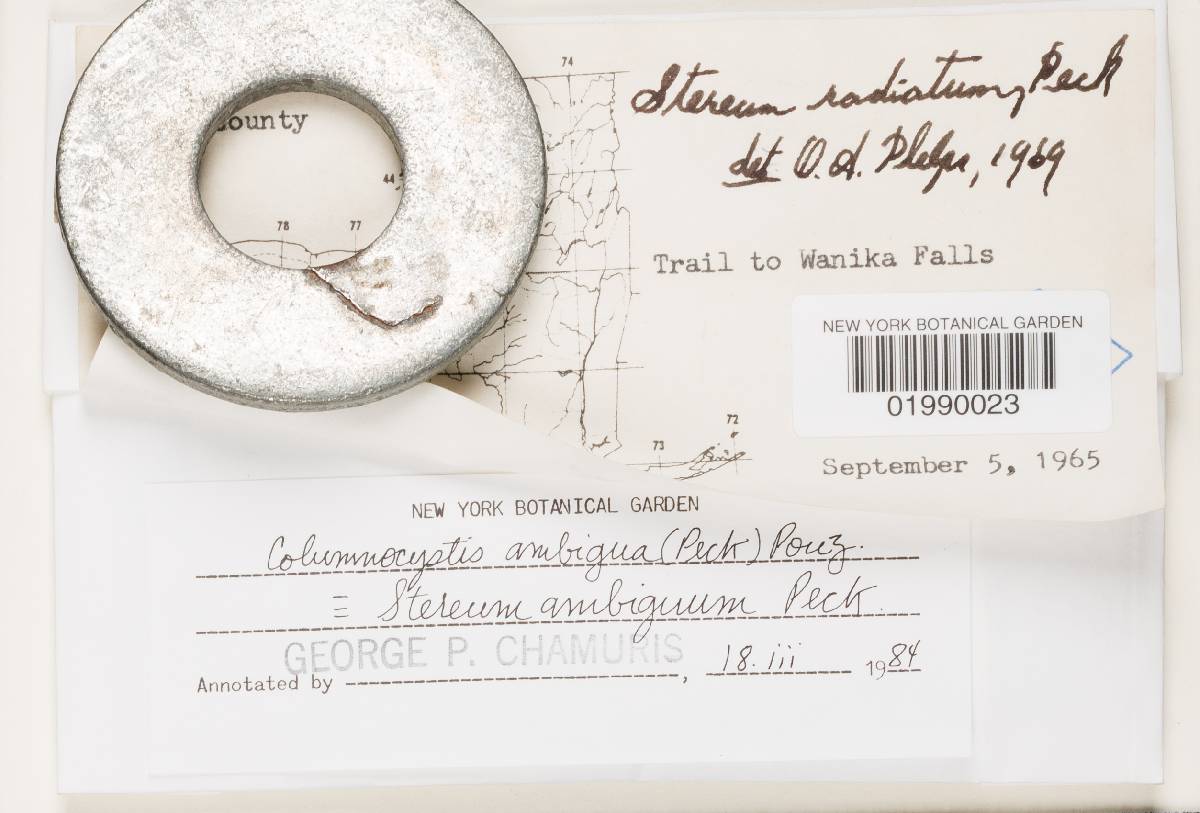 Stereum radiatum, Peck
det O. A. Phelps, 1969
County
Trail to Wanika Falls
74
44
78
77
73
72
NEW YORK BOTANICAL GARDEN
01990023
September 5, 1965
NEW YORK BOTANICAL GARDEN
Columnocystis ambigua (Peck) Pouz.
≡ Stereum ambiguum Peck.
GEORGE P. CHAMURIS
Annotated by , 18. iii 1984